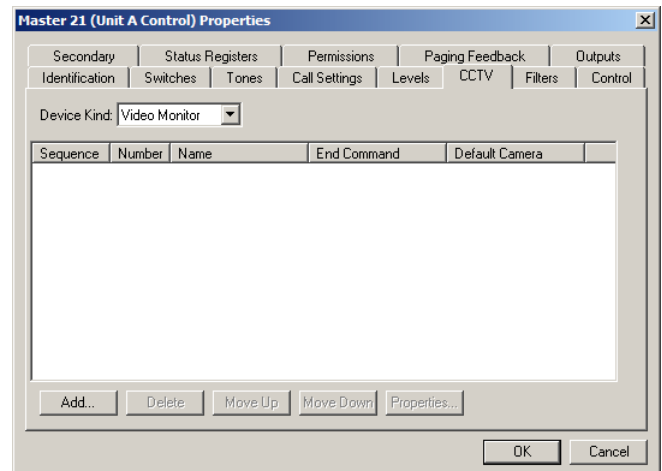 Master 21 (Unit A Control) Properties
Secondary Status Registers Permissions Paging Feedback Outputs
Identification Switches Tones Call Settings Levels CCTV Filters Control
Device Kind: Video Monitor
Sequence Number Name End Command Default Camera
Add... Delete Move Up Move Down Properties...
OK Cancel